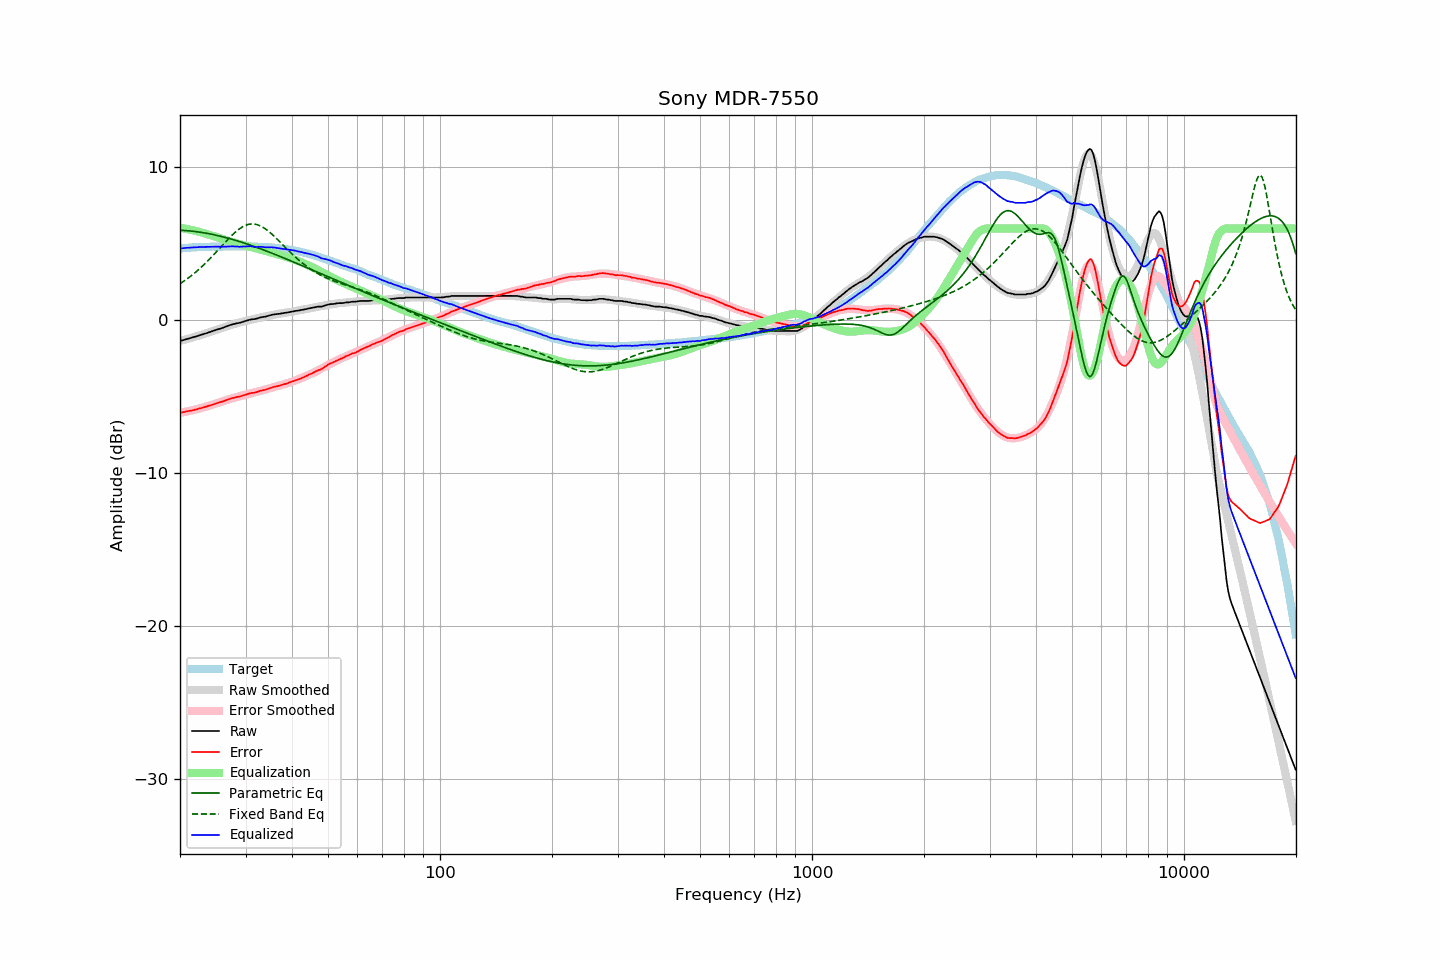 Sony MDR-7550
Amplitude (dBr)
10
0
−10
−20
−30
Target
Raw Smoothed
Error Smoothed
Raw
Error
Equalization
Parametric Eq
Fixed Band Eq
Equalized
100
1000
10000
Frequency (Hz)